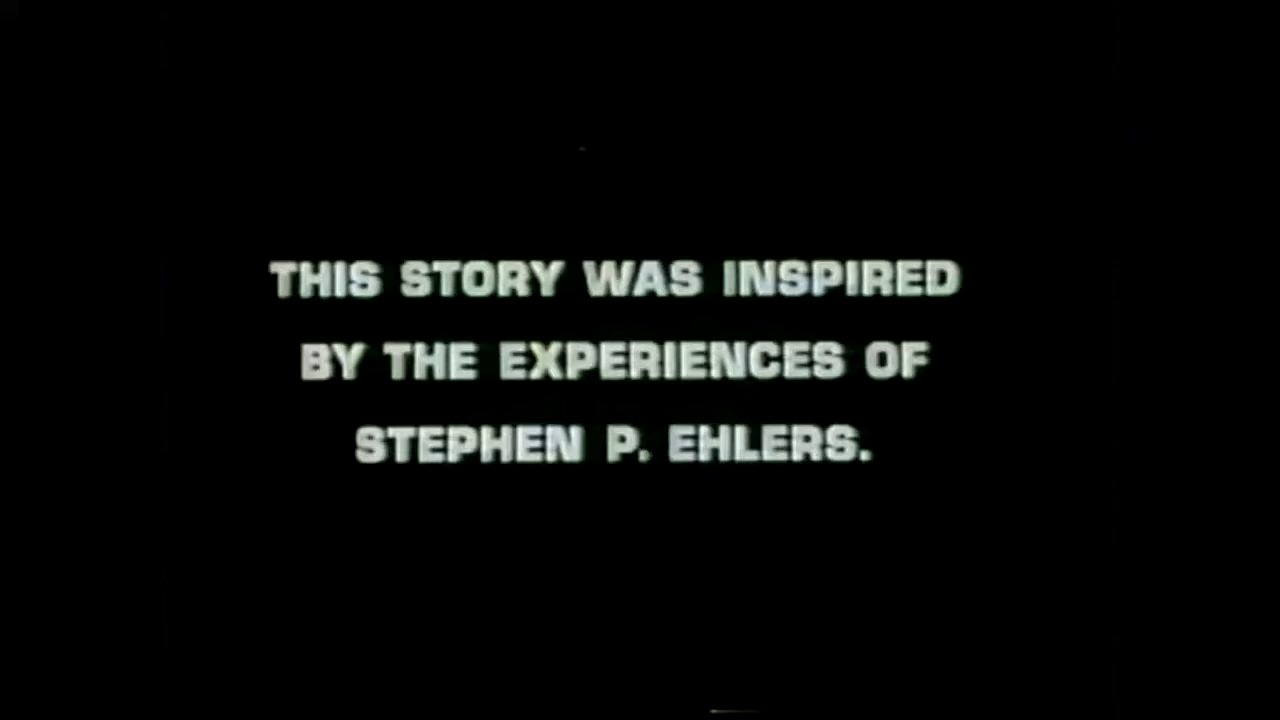 THIS STORY WAS INSPIRED
BY THE EXPERIENCES OF
STEPHEN P. EHLERS.